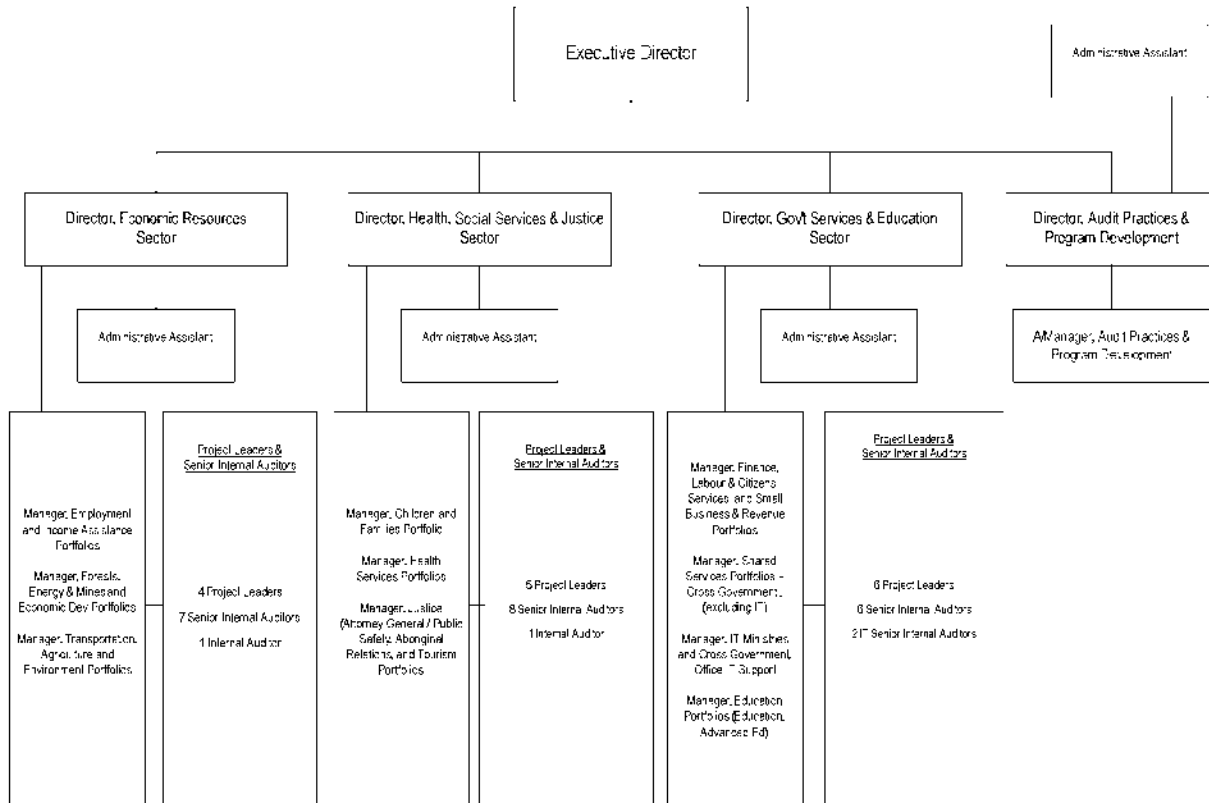 Executive Director
Administrative Assistant
Director, Economic Resources
Sector
Director, Health, Social Services & Justice
Sector
Director, Gov't Services & Education
Sector
Director, Audit Practices &
Program Development
Administrative Assistant
Administrative Assistant
Administrative Assistant
A/Manager, Audit Practices &
Program Development
Manager, Employment
and Income Assistance
Portfolios
Manager, Forests,
Energy & Mines and
Economic Dev Portfolios
Manager, Transportation,
Agriculture and
Environment Portfolios
Project Leaders &
Senior Internal Auditors
4 Project Leaders
7 Senior Internal Auditors
1 Internal Auditor
Manager, Children and
Families Portfolio
Manager, Health
Services Portfolios
Manager, Justice
(Attorney General / Public
Safety, Aboriginal
Relations, and Tourism
Portfolios
Project Leaders &
Senior Internal Auditors
Project Leaders
8 Senior Internal Auditors
1 Internal Auditor
Manager, Finance,
Labour & Citizens
Services, and Small
Business & Revenue
Portfolios
Manager, Shared
Services Portfolios –
Cross Government,
(excluding IT)
Manager, IT Ministries
and Cross Government,
Office IT Support
Manager, Education
Portfolios (Education,
Advanced Ed)
Project Leaders &
Senior Internal Auditors
6 Project Leaders
6 Senior Internal Auditors
2 IT Senior Internal Auditors